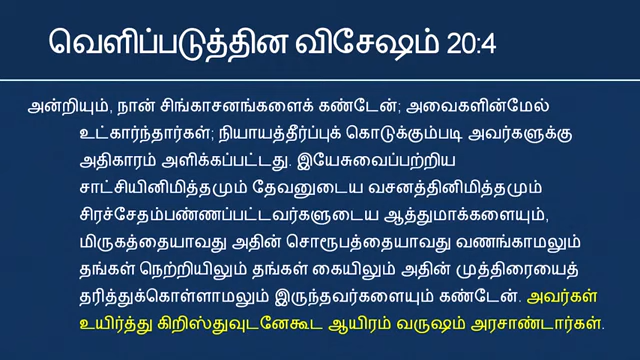 வெளிப்படுத்தின விசேஷம் 20:4
அன்றியும், நான் சிங்காசனங்களைக் கண்டேன்; அவைகளின்மேல்
உட்கார்ந்தார்கள்; நியாயத்தீர்ப்புக் கொடுக்கும்படி அவர்களுக்கு
அதிகாரம் அளிக்கப்பட்டது. இயேசுவைப்பற்றிய
சாட்சியினிமித்தமும் தேவனுடைய வசனத்தினிமித்தமும்
சிரச்சேதம்பண்ணப்பட்டவர்களுடைய ஆத்துமாக்களையும்,
மிருகத்தையாவது அதின் சொரூபத்தையாவது வணங்காமலும்
தங்கள் நெற்றியிலும் தங்கள் கையிலும் அதின் முத்திரையைத்
தரித்துக்கொள்ளாமலும் இருந்தவர்களையும் கண்டேன். அவர்கள்
உயிர்த்து கிறிஸ்துவுடனேகூட ஆயிரம் வருஷம் அரசாண்டார்கள்.